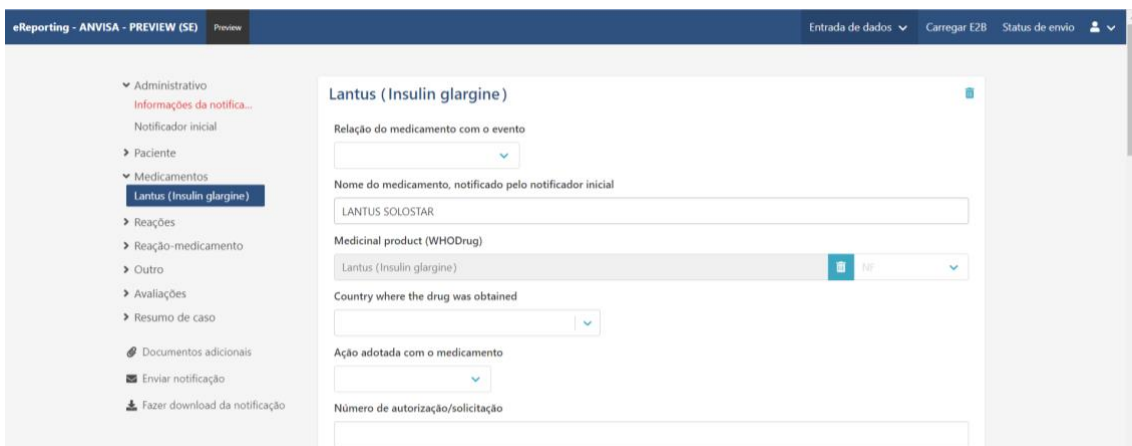 eReporting - ANVISA - PREVIEW (SE) Preview Entrada de dados Carregar E2B Status de envio
Administrativo
Informações da notifica...
Notificador inicial
Paciente
Medicamentos
Lantus (Insulin glargine)
Reações
Reação-medicamento
Outro
Avaliações
Resumo de caso
Documentos adicionais
Enviar notificação
Fazer download da notificação
Lantus (Insulin glargine)
Relação do medicamento com o evento
Nome do medicamento, notificado pelo notificador inicial
LANTUS SOLOSTAR
Medicinal product (WHODrug)
Lantus (Insulin glargine) NF
Country where the drug was obtained
Ação adotada com o medicamento
Número de autorização/solicitação